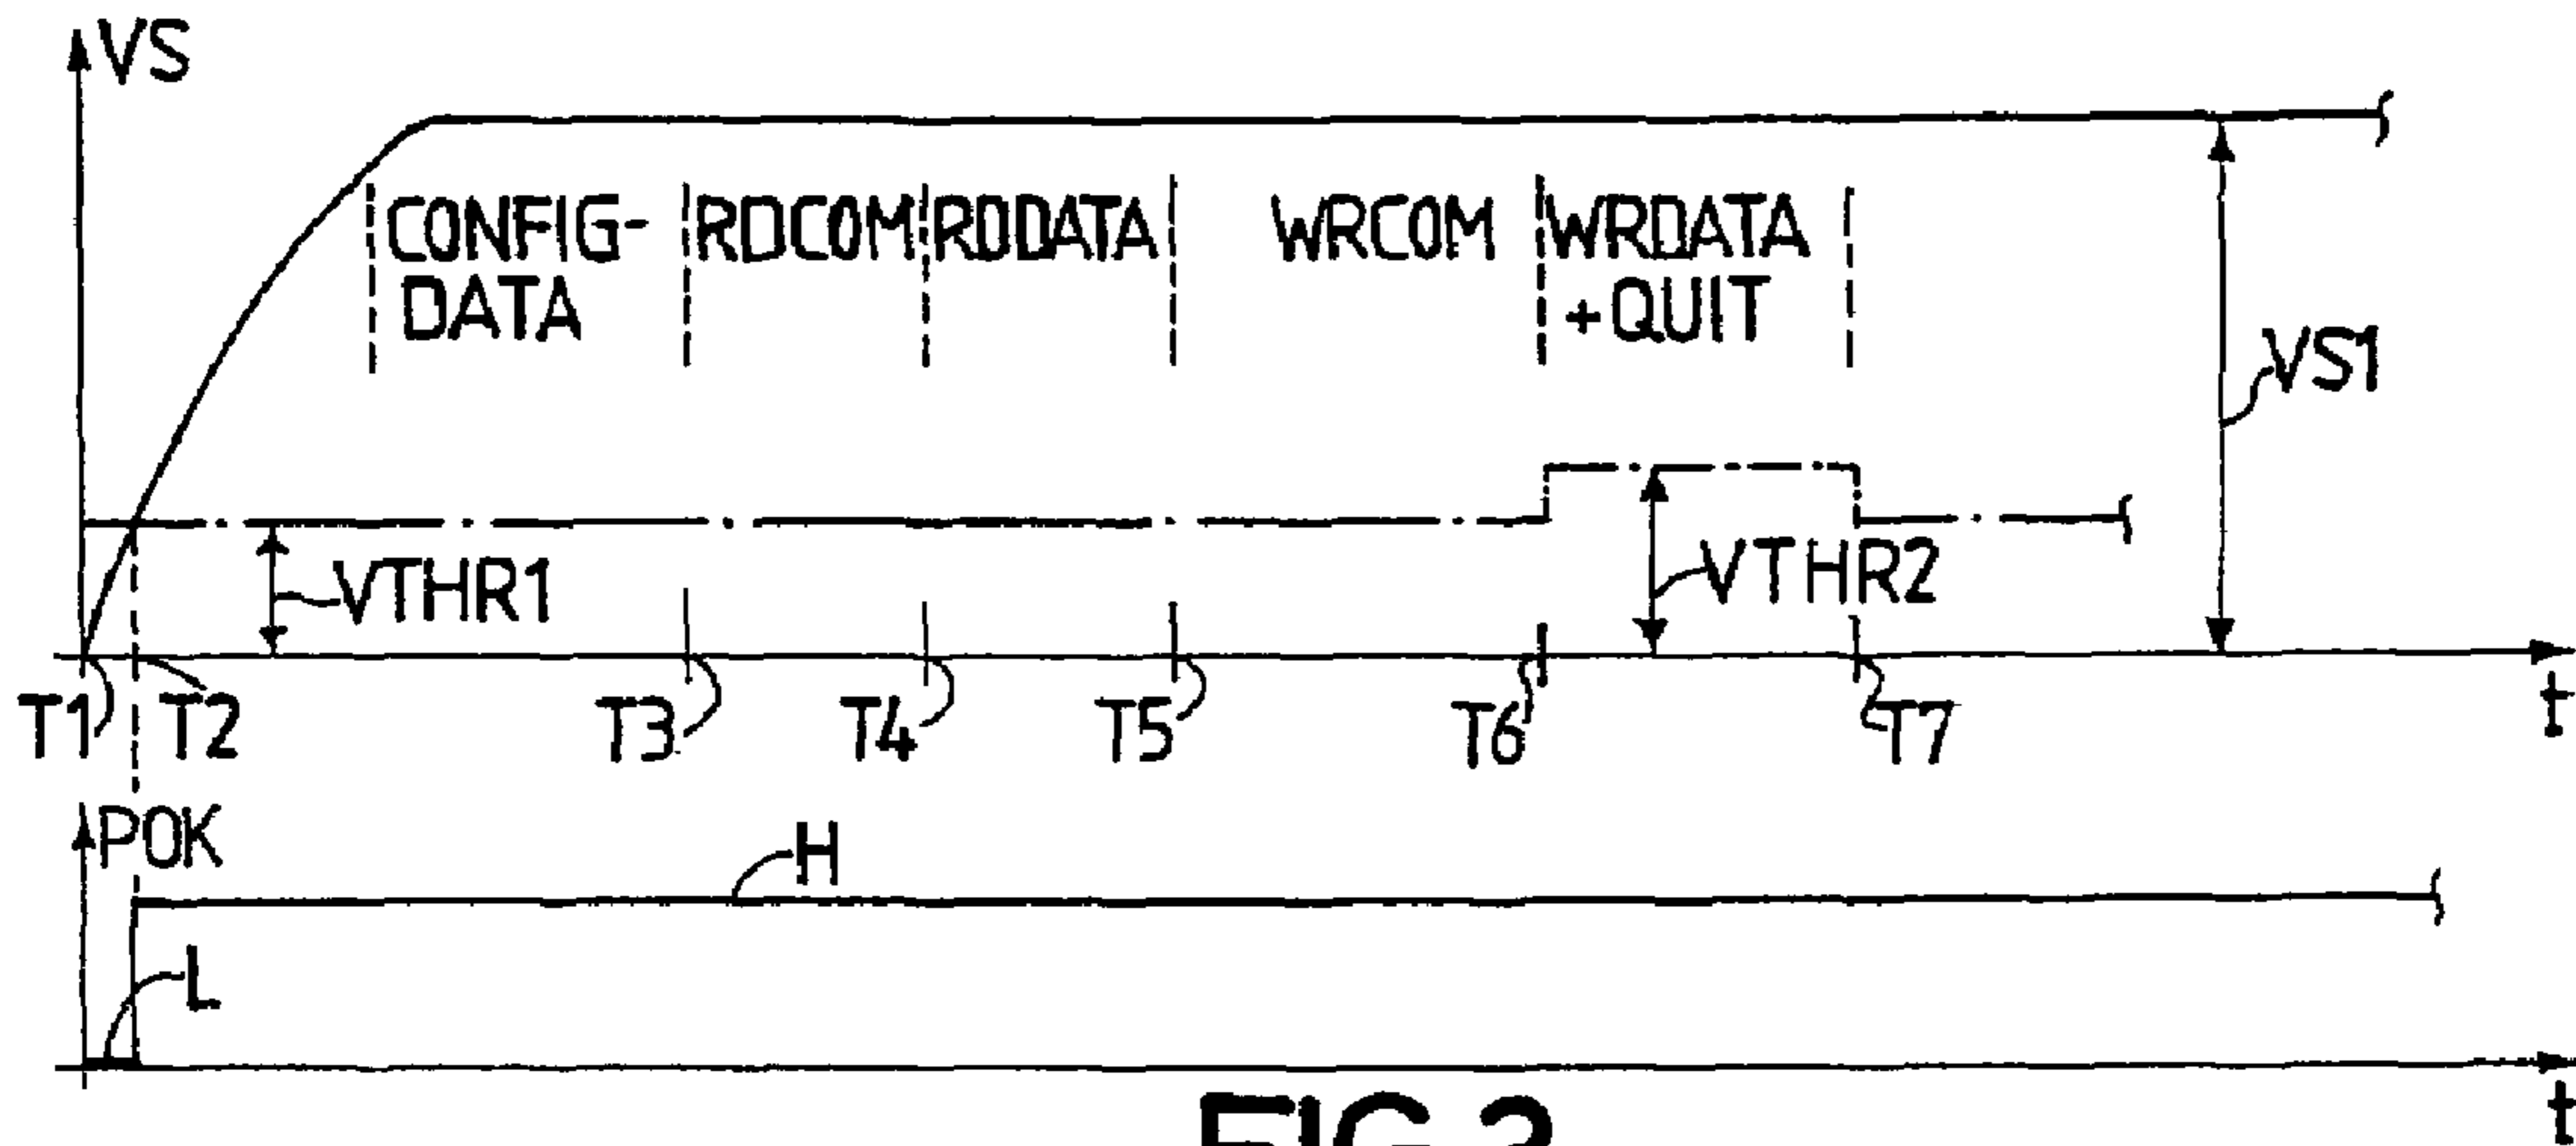 VS
CONFIG- RDCOM RDDATA WRCOM WRDATA
DATA +QUIT
VS1
VTHR1 VTHR2
T1 T2 T3 T4 T5 T6 T7 t
POK
H
L
t